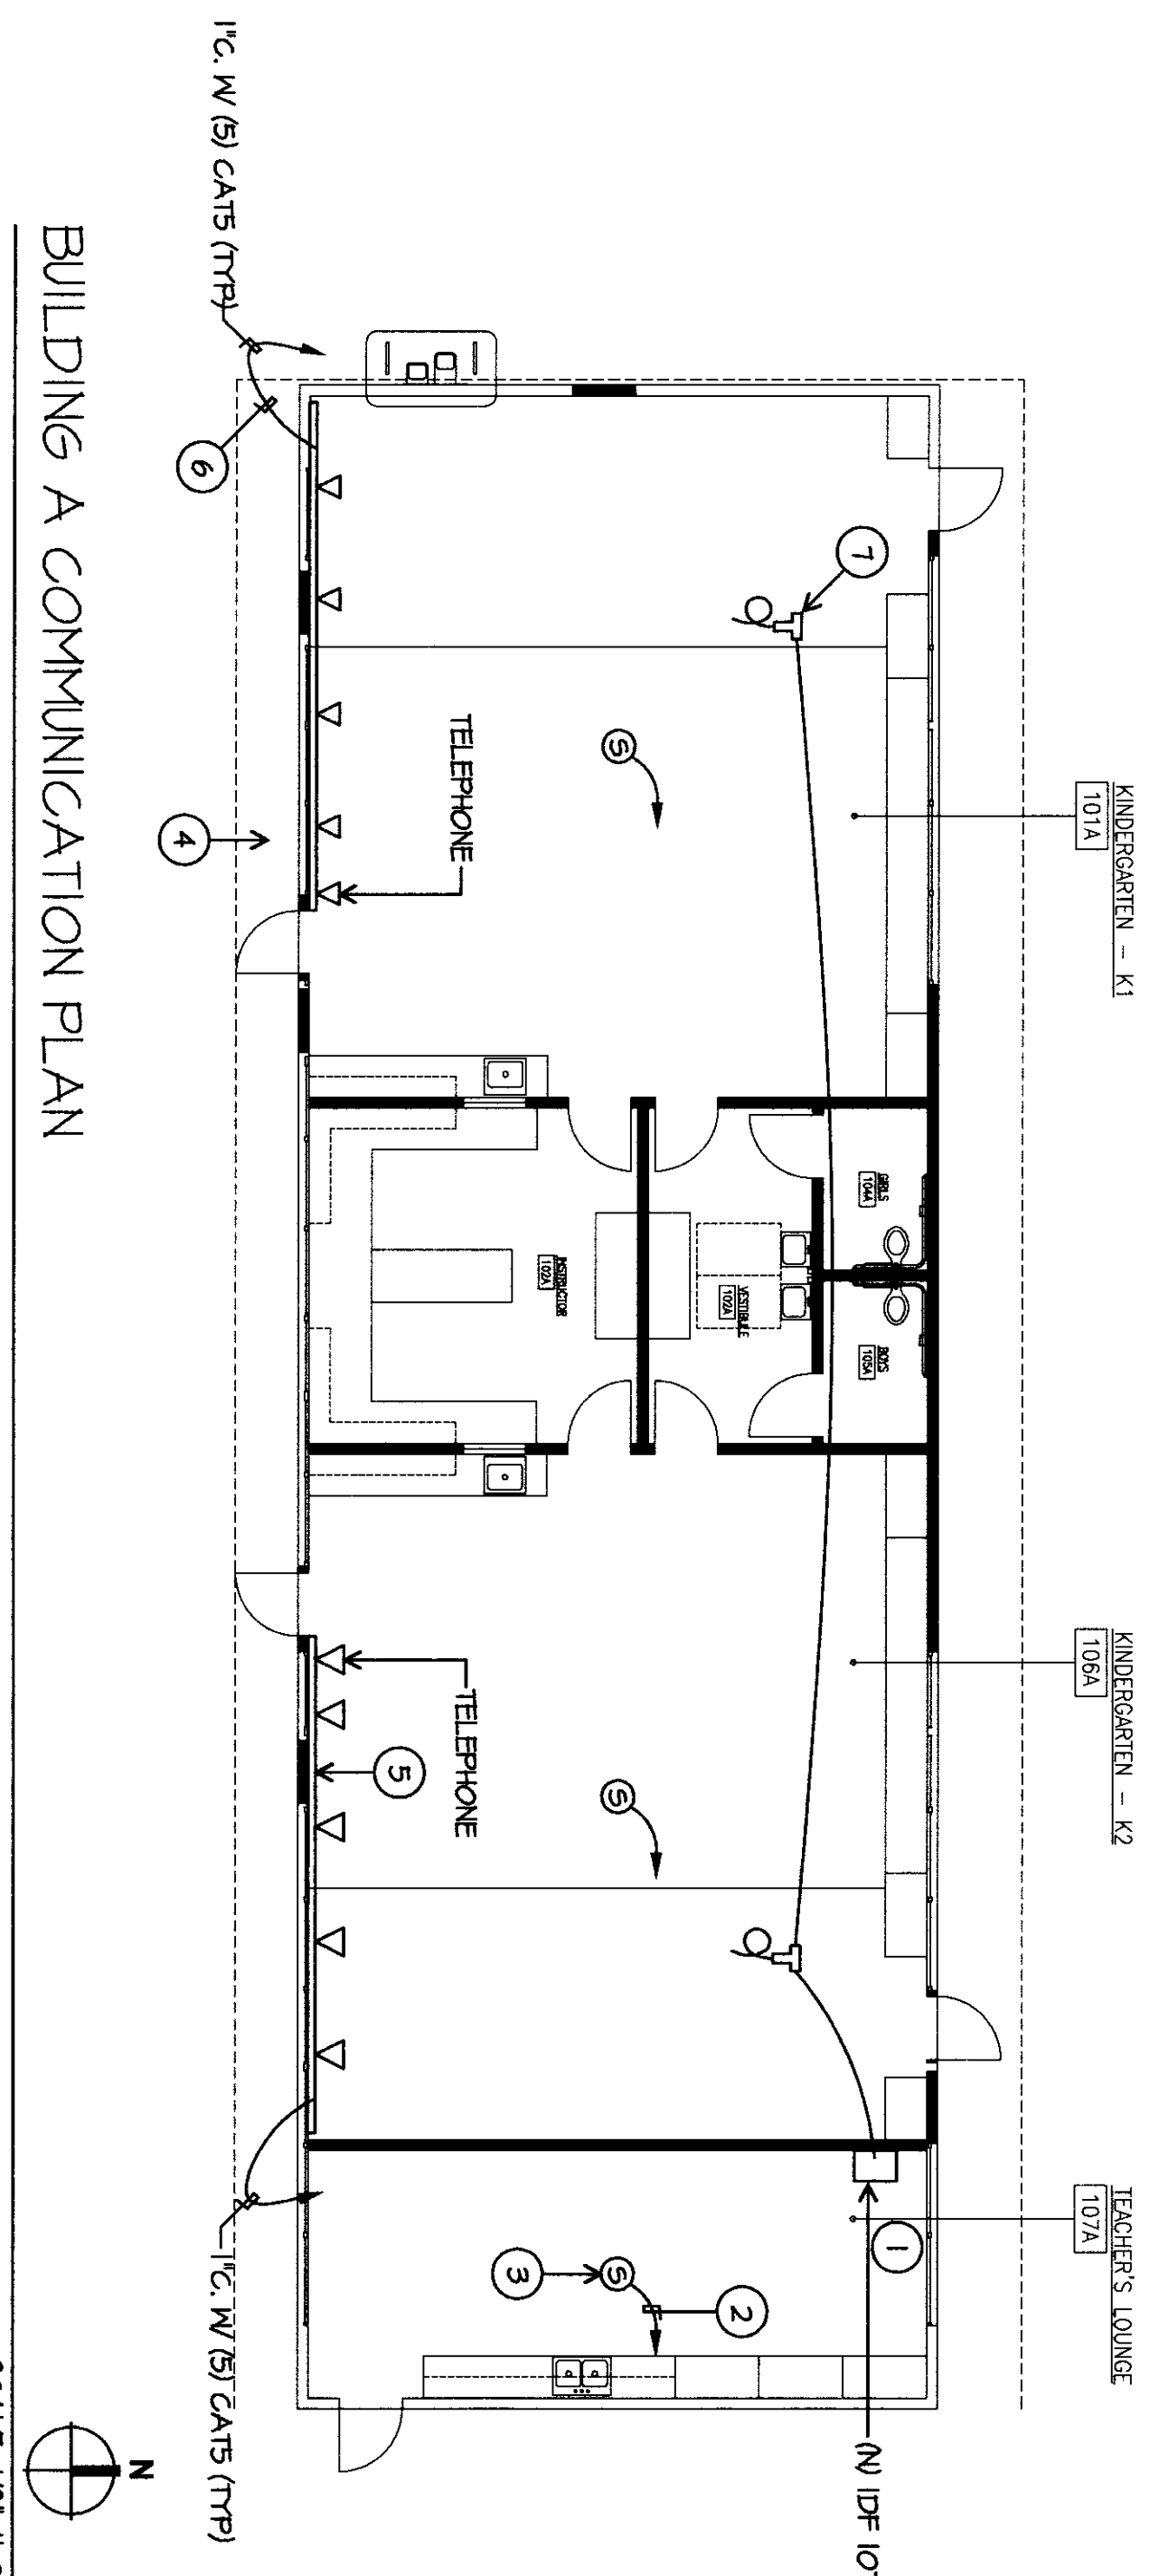 KINDERGARTEN - K1
101A
KINDERGARTEN - K2
106A
TEACHER'S LOUNGE
107A
(N) IDF
1
7
GIRLS
104A
BOYS
105A
VESTIBULE
102A
2
S
S
S
3
INSTRUCTOR
102A
TELEPHONE
TELEPHONE
5
4
6
1"C. W (5) CAT5 (TYP)
1"C. W (5) CAT5 (TYP)
N
BUILDING A COMMUNICATION PLAN